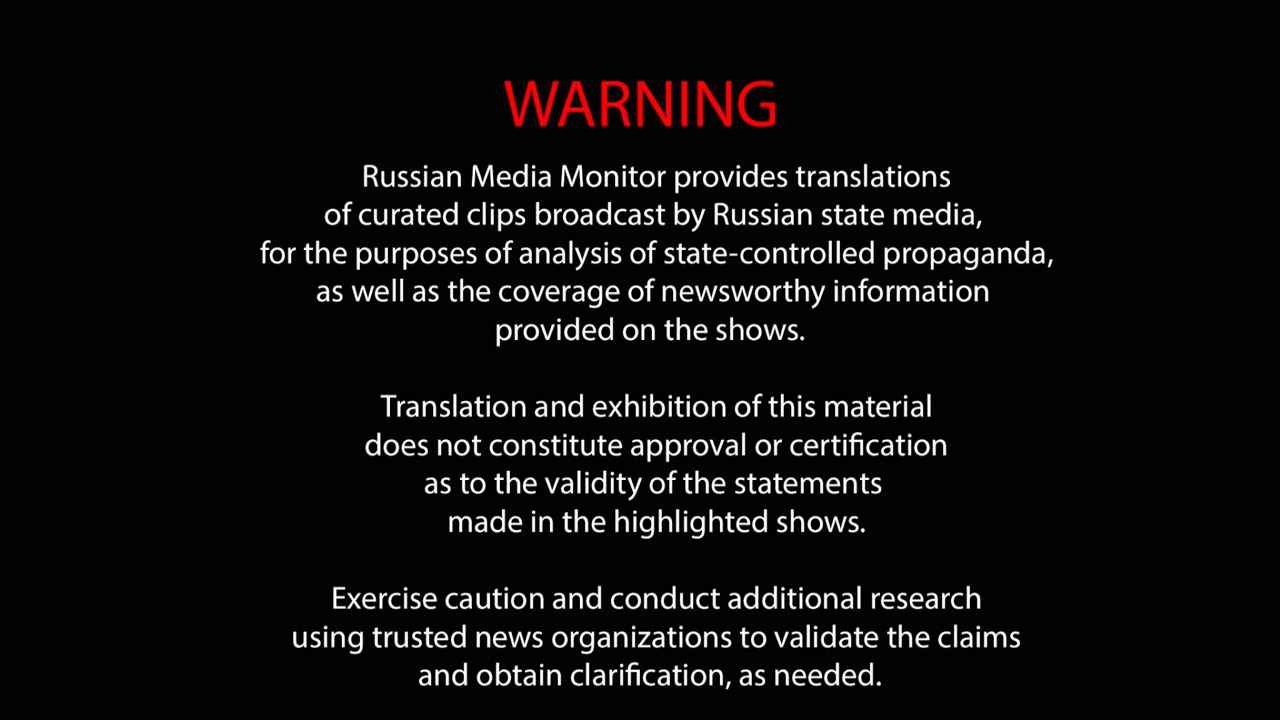 WARNING
Russian Media Monitor provides translations
of curated clips broadcast by Russian state media,
for the purposes of analysis of state-controlled propaganda,
as well as the coverage of newsworthy information
provided on the shows.
Translation and exhibition of this material
does not constitute approval or certification
as to the validity of the statements
made in the highlighted shows.
Exercise caution and conduct additional research
using trusted news organizations to validate the claims
and obtain clarification, as needed.